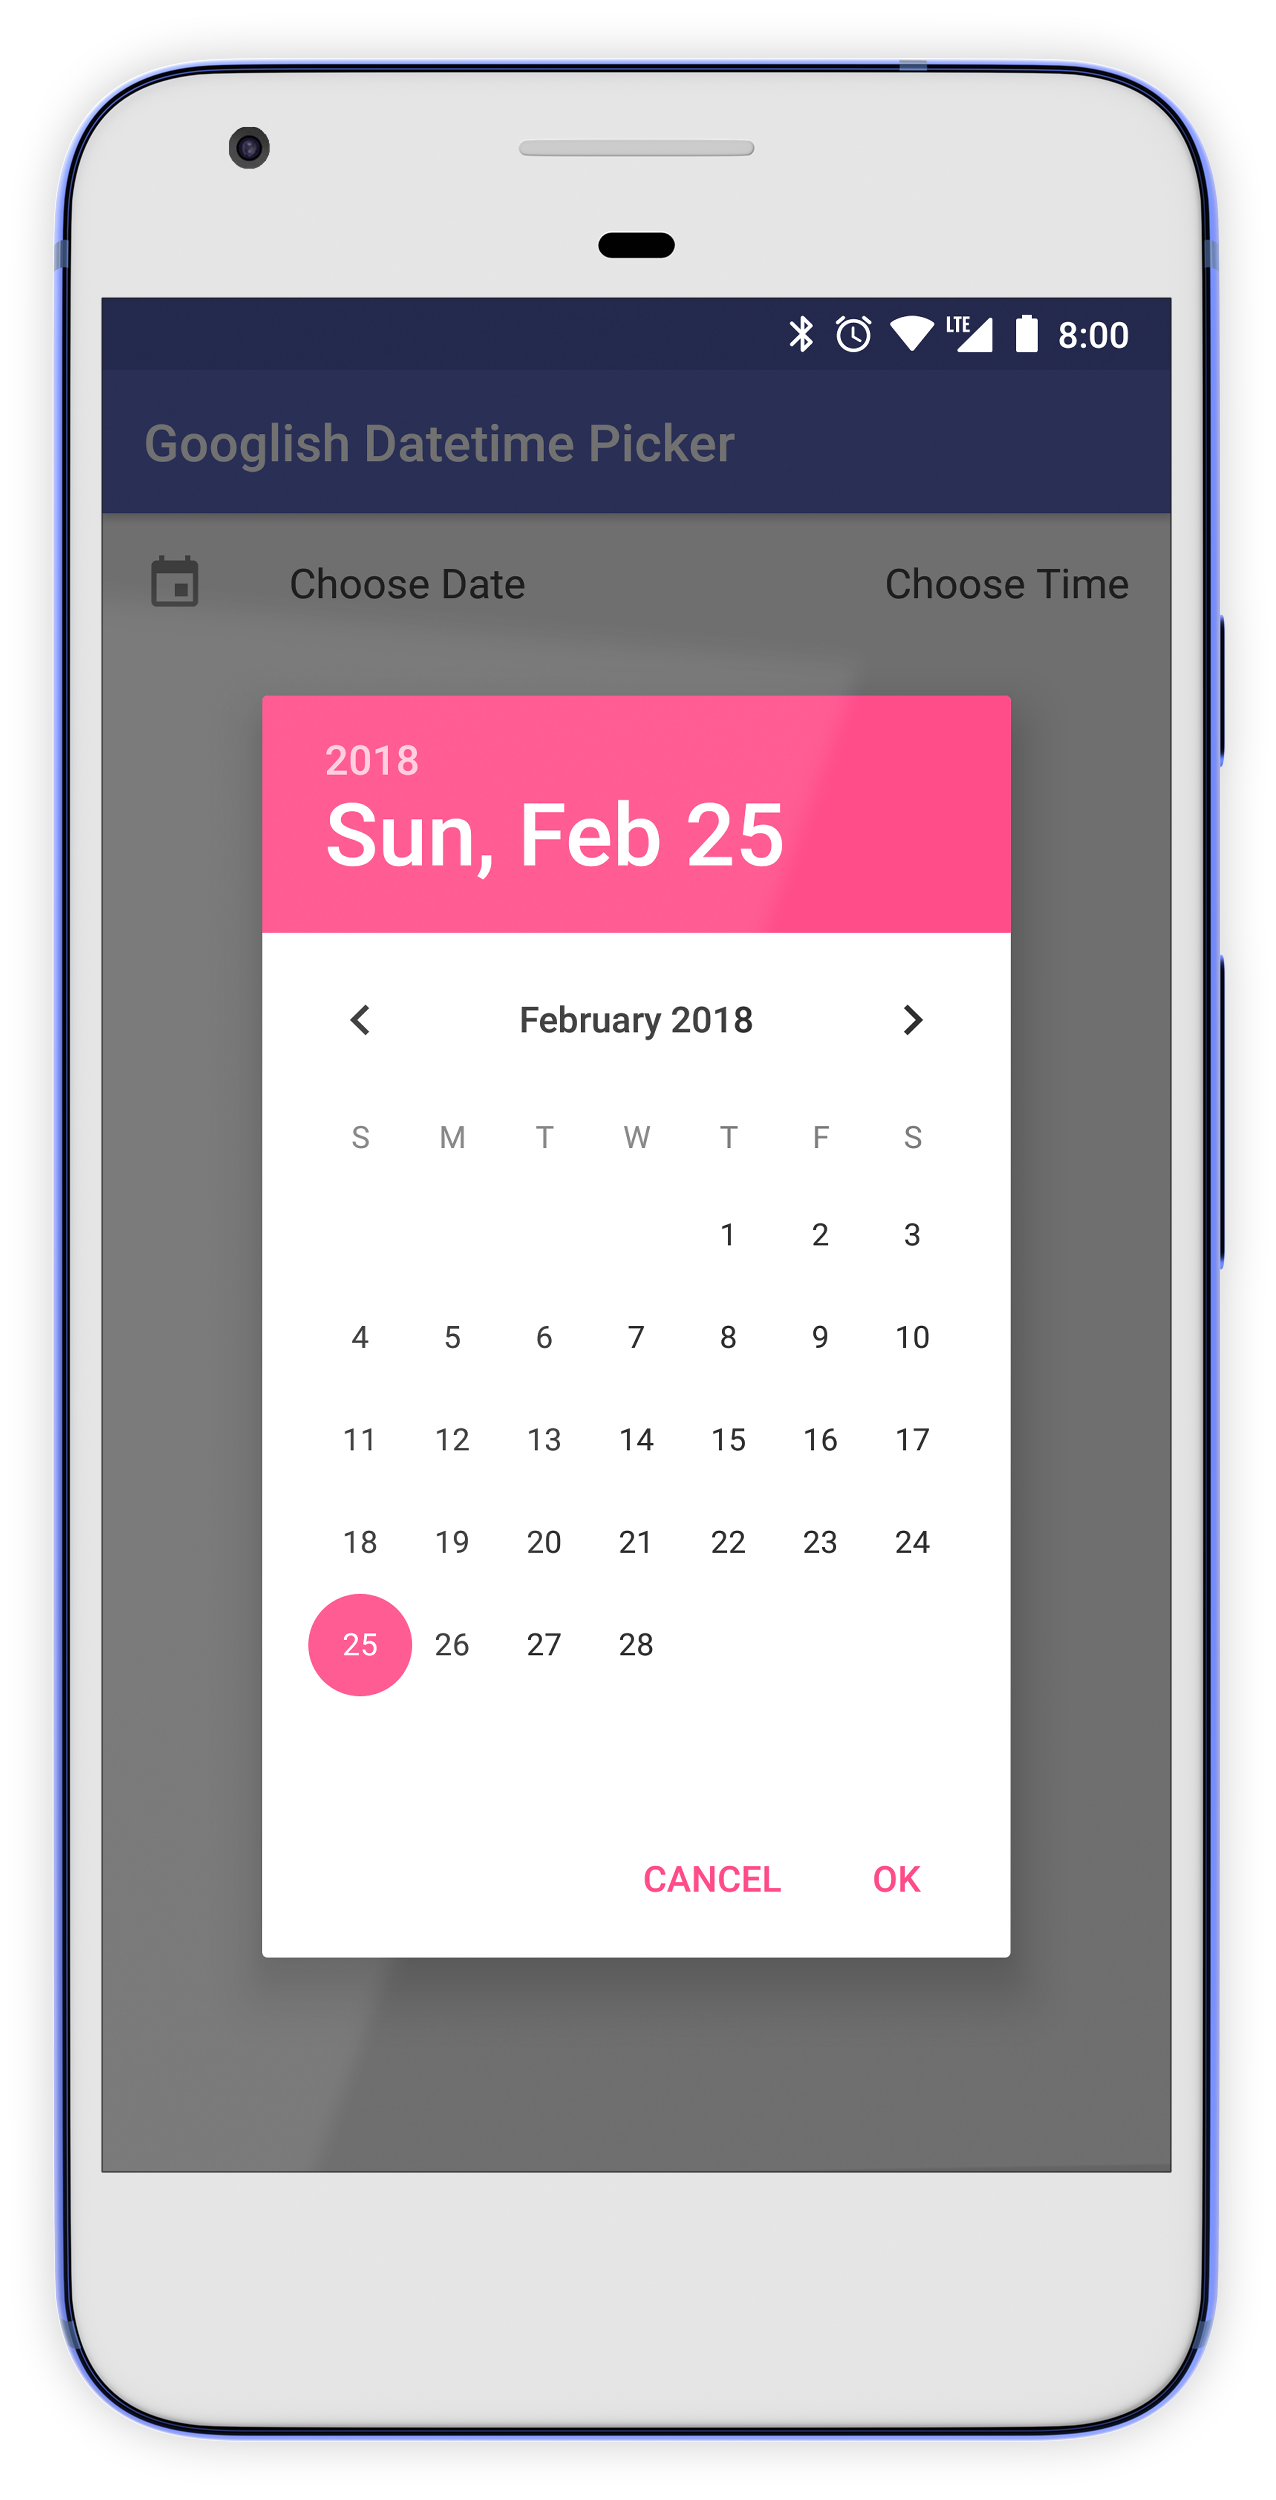 LTE 8:00
Googlish Datetime Picker
Choose Date Choose Time
2018
Sun, Feb 25
February 2018
S M T W T F S
1 2 3
4 5 6 7 8 9 10
11 12 13 14 15 16 17
18 19 20 21 22 23 24
25 26 27 28
CANCEL OK